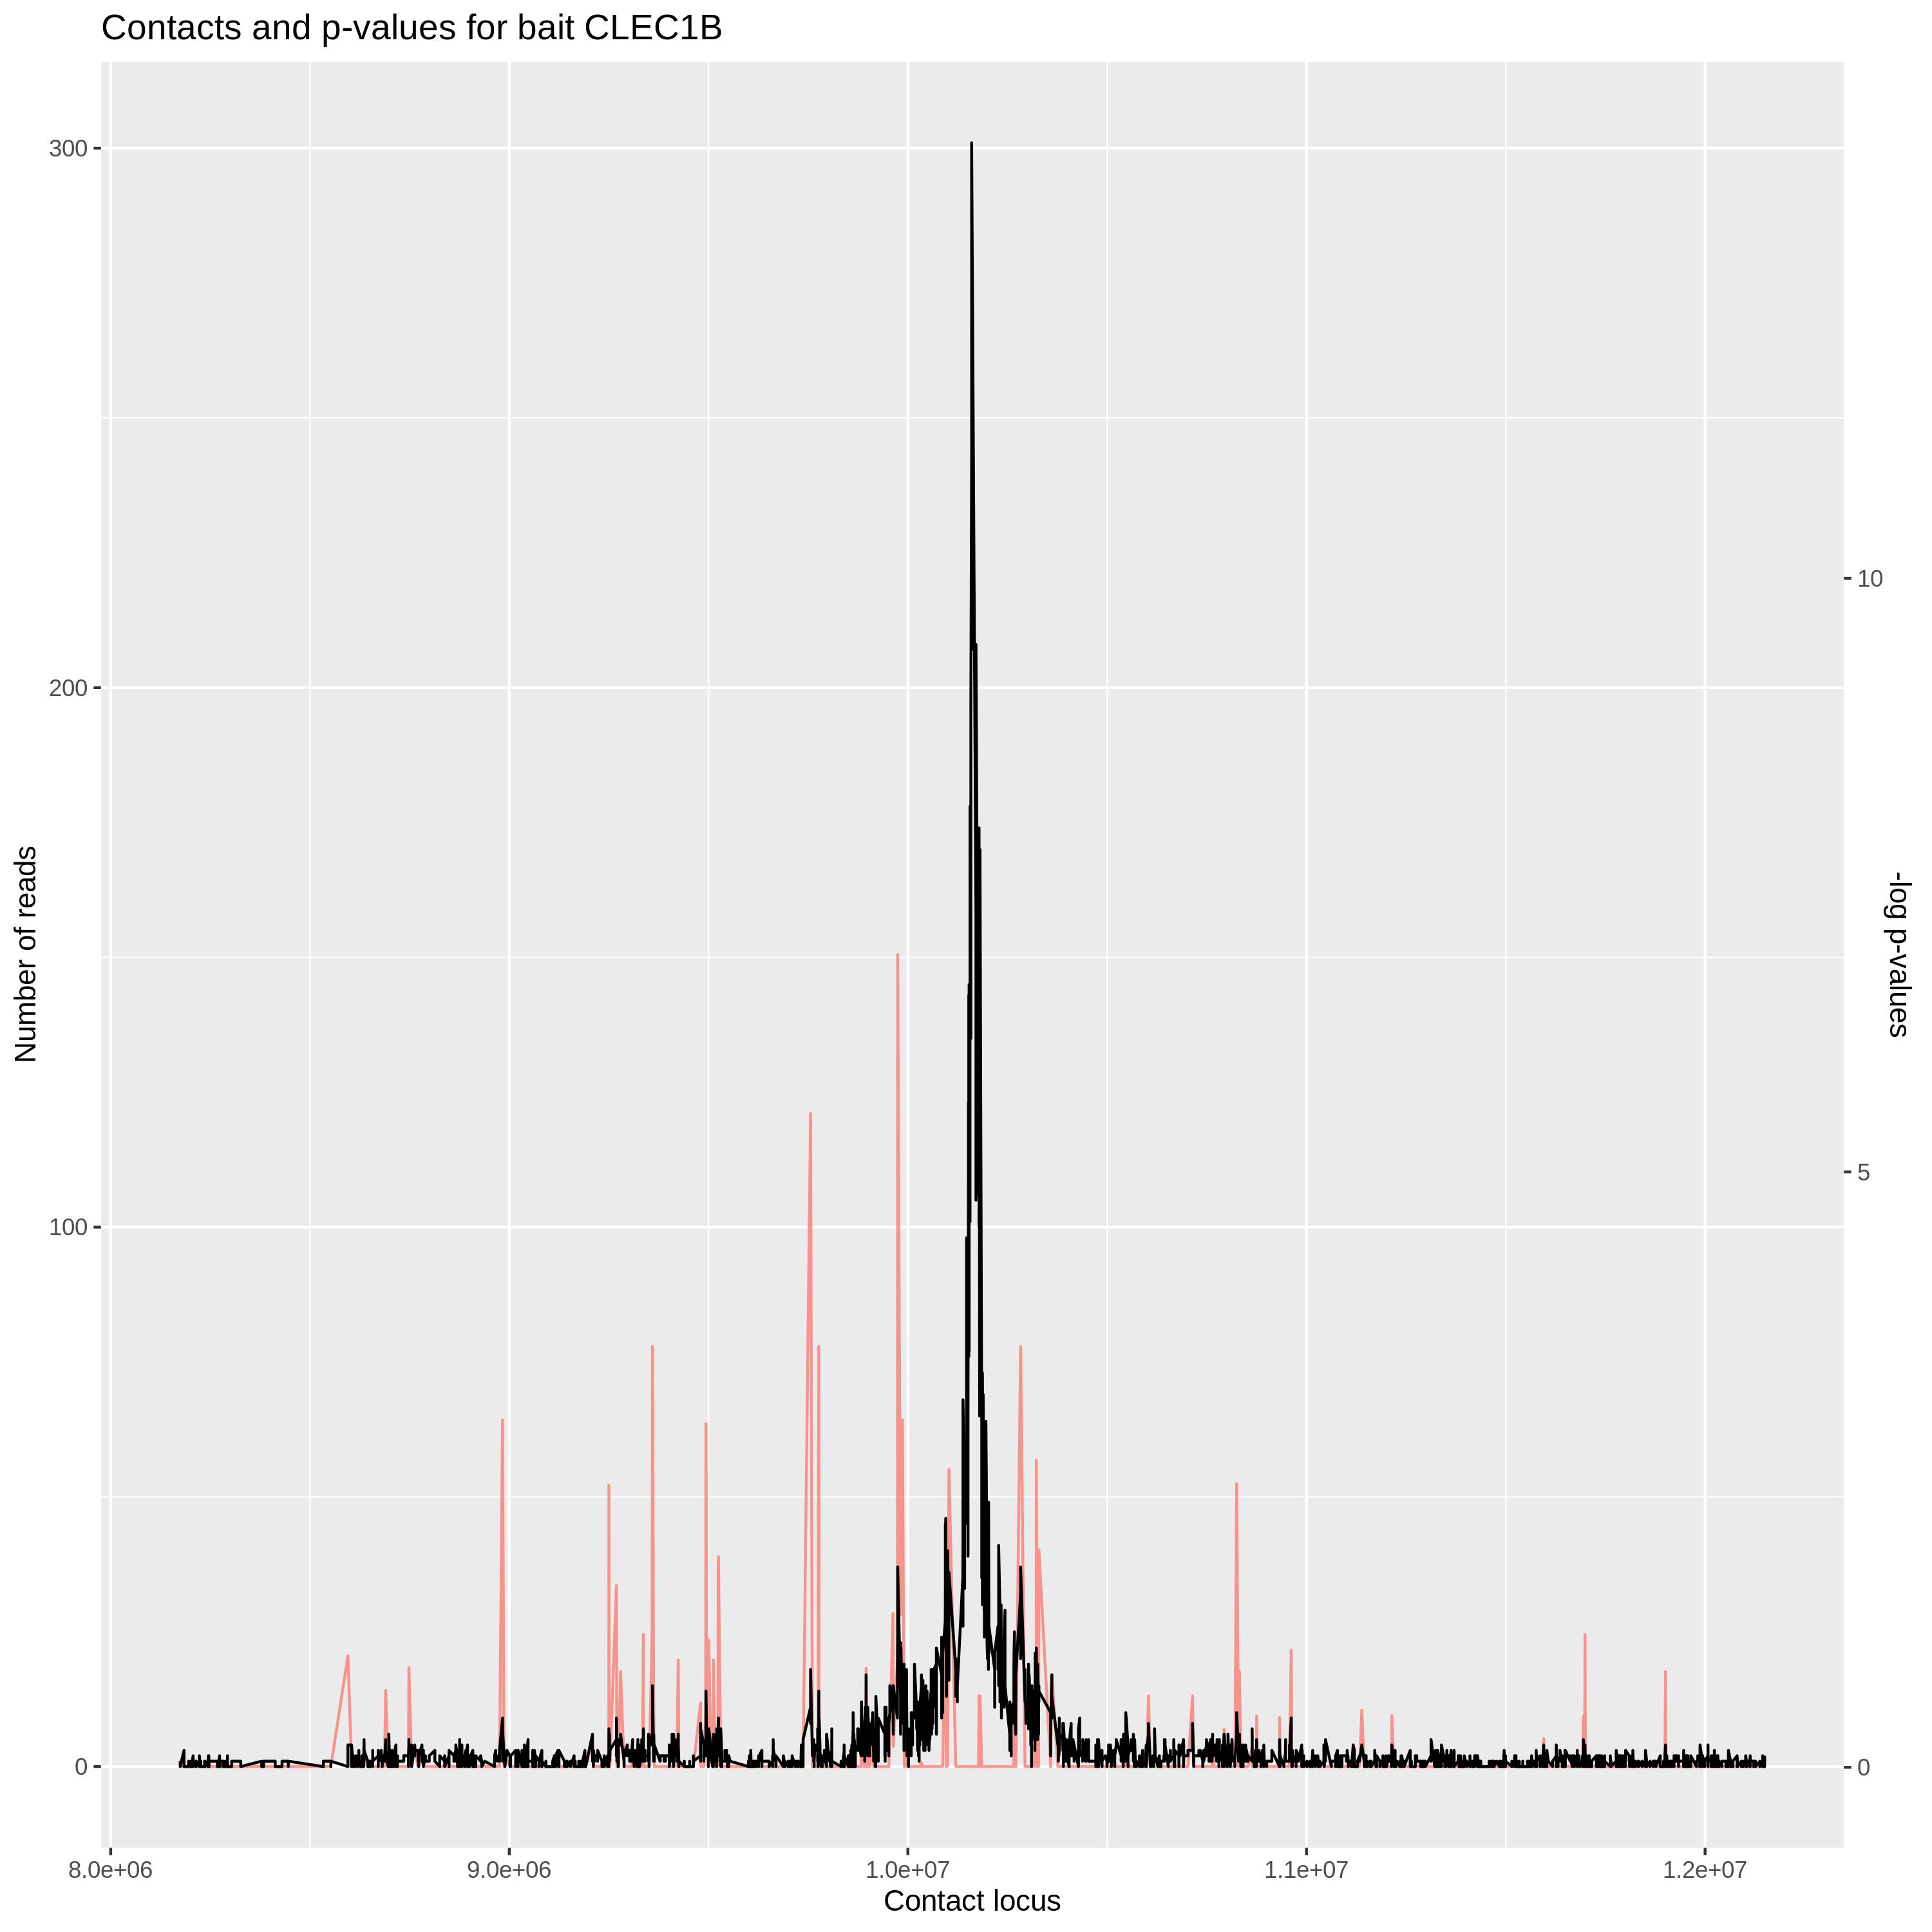 Contacts and p-values for bait CLEC1B
300
200
100
0
Number of reads
10
5
0
-log p-values
8.0e+06 9.0e+06 1.0e+07 1.1e+07 1.2e+07
Contact locus